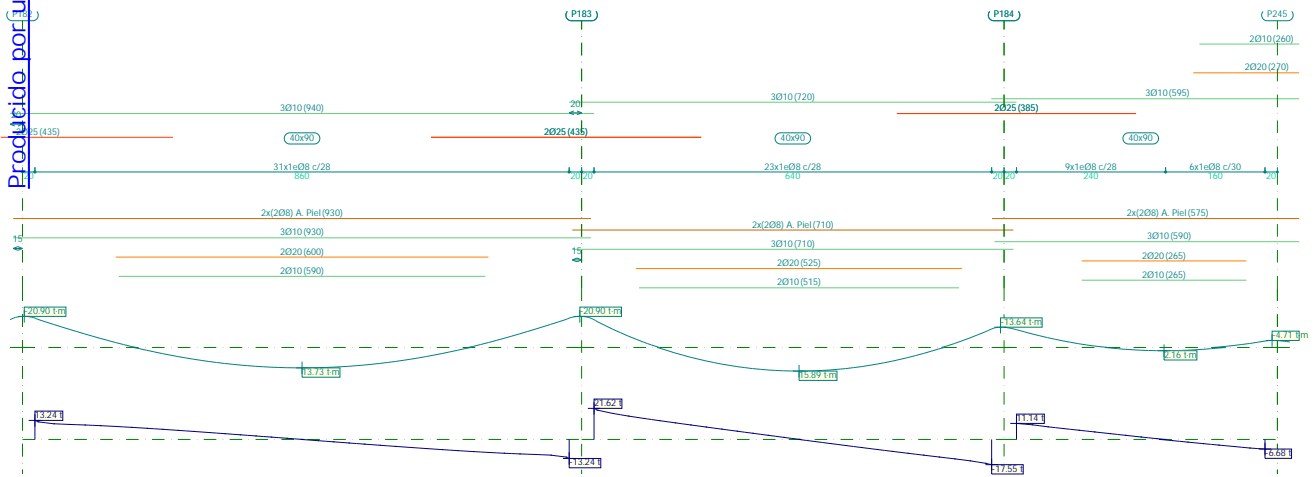 P182 P183 P184 P245
2Ø10(260)
2Ø20(270)
3Ø10(595)
3Ø10(720)
20
3Ø10(940)
2Ø25(385)
2Ø25(435)
2Ø25(435)
40x90 40x90 40x90
31x1eØ8 c/28 23x1eØ8 c/28 9x1eØ8 c/28 6x1eØ8 c/30
20 860 20 20 640 20 20 240 160 20
2x(2Ø8) A. Piel (930) 2x(2Ø8) A. Piel (575)
2x(2Ø8) A. Piel (710)
3Ø10(930) 3Ø10(590)
15 3Ø10(710)
2Ø20(600) 15 2Ø20(265)
2Ø20(525)
2Ø10(590) 2Ø10(265)
2Ø10(515)
-20.90 t·m -20.90 t·m
-13.64 t·m
-4.71 t·m
2.16 t·m
13.73 t·m 15.89 t·m
21.62 t
13.24 t 11.14 t
-6.68 t
-13.24 t -17.55 t
Producido por u